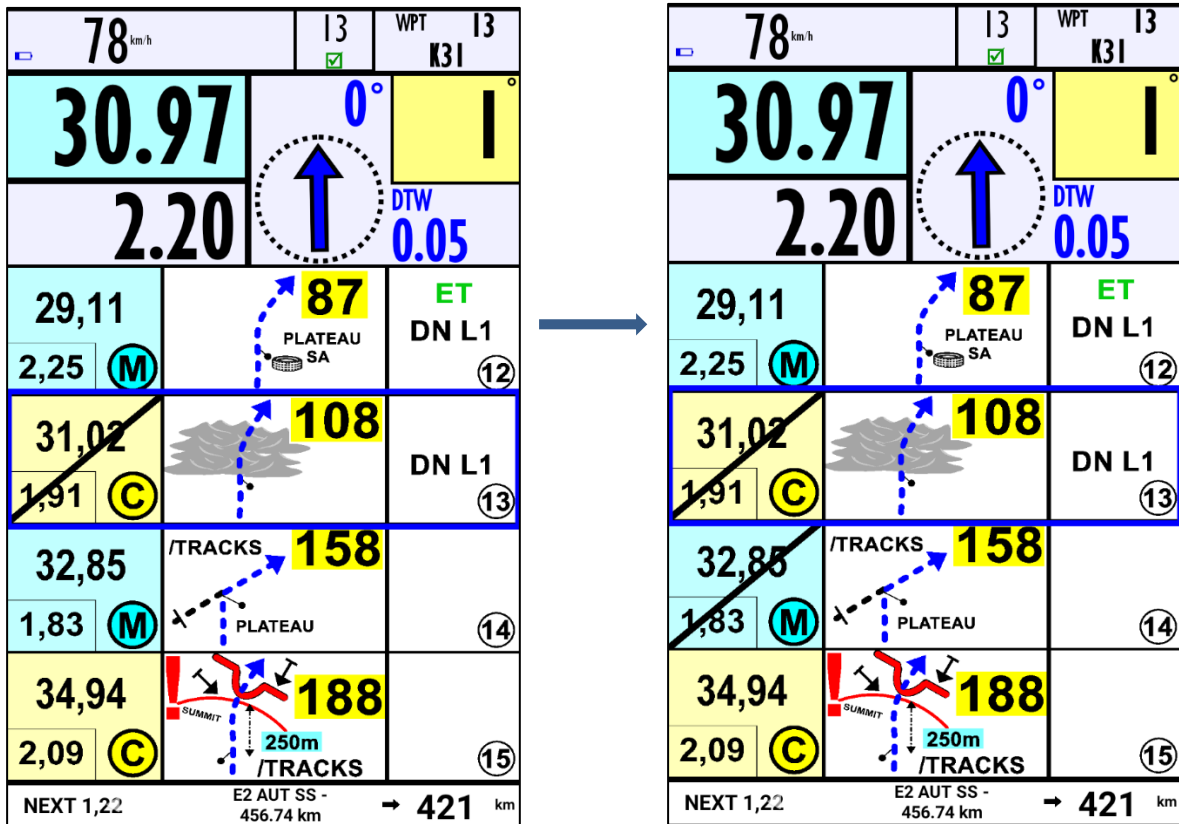 78 km/h
13
WPT 13
K31
30.97
0°
1°
2.20
DTW
0.05
29,11
87
ET
PLATEAU
SA
DN L1
2,25 M
12
31,02
108
DN L1
1,91 C
13
32,85
/TRACKS
158
1,83 M
PLATEAU
14
34,94
SUMMIT
188
250m
2,09 C
/TRACKS
15
NEXT 1,22
E2 AUT SS -
456.74 km
→ 421 km
78 km/h
13
WPT 13
K31
30.97
0°
1°
2.20
DTW
0.05
29,11
87
ET
PLATEAU
SA
DN L1
2,25 M
12
31,02
108
DN L1
1,91 C
13
32,85
/TRACKS
158
1,83 M
PLATEAU
14
34,94
SUMMIT
188
250m
2,09 C
/TRACKS
15
NEXT 1,22
E2 AUT SS -
456.74 km
→ 421 km